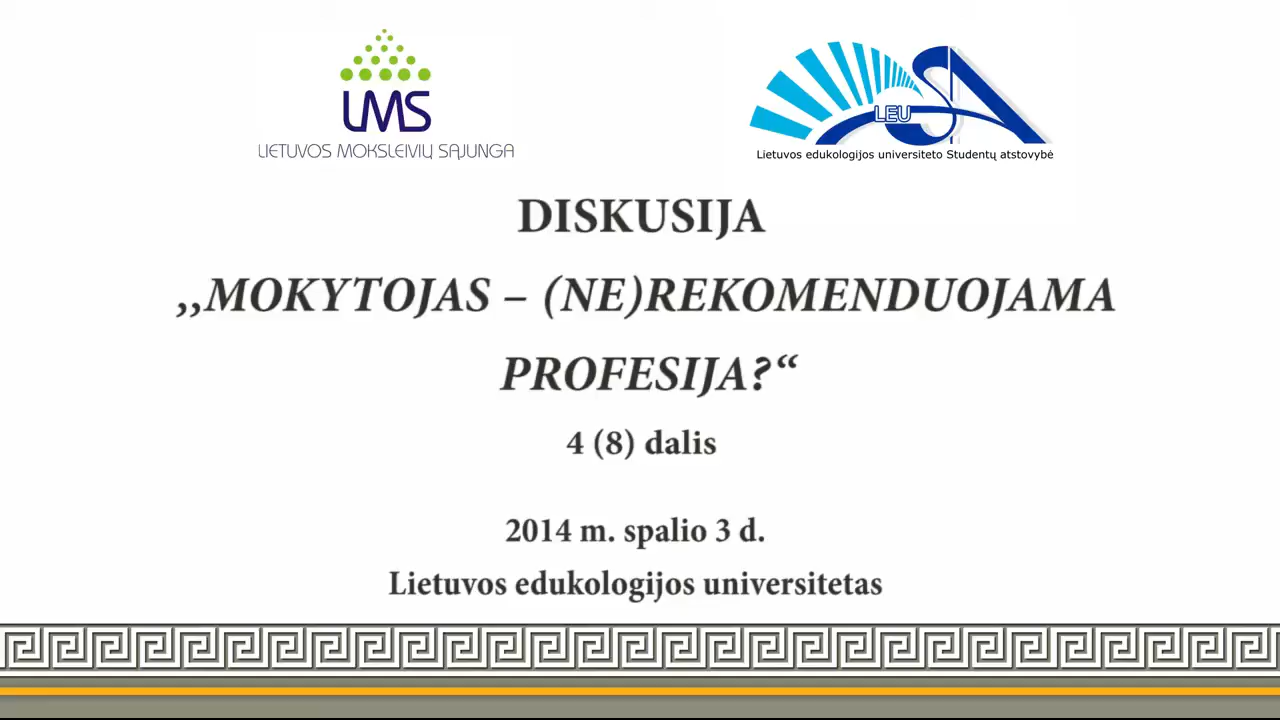 LMS
LIETUVOS MOKSLEIVIŲ SĄJUNGA
LEU
SA
Lietuvos edukologijos universiteto Studentų atstovybė
DISKUSIJA
,,MOKYTOJAS – (NE)REKOMENDUOJAMA
PROFESIJA?“
4 (8) dalis
2014 m. spalio 3 d.
Lietuvos edukologijos universitetas